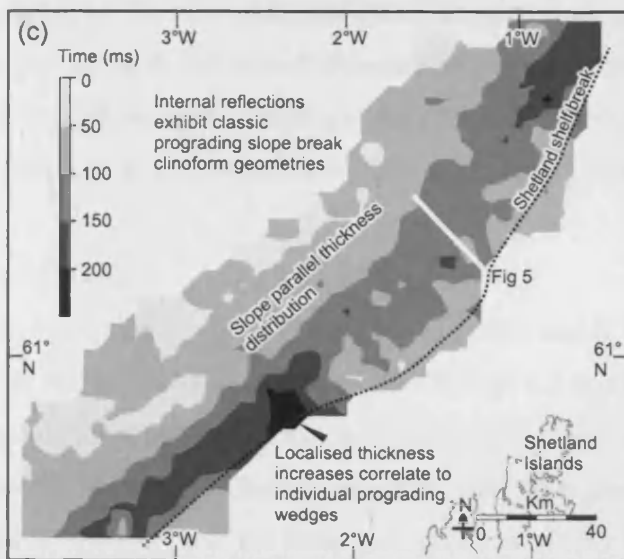 (c)
3°W
2°W
1°W
Time (ms)
0
50
100
150
200
Internal reflections
exhibit classic
prograding slope break
clinoform geometries
Shetland shelf break
Slope parallel thickness
distribution
Fig 5
61°
N
61°
N
Localised thickness
increases correlate to
individual prograding
wedges
Shetland
Islands
N
Km
0
40
3°W
2°W
1°W